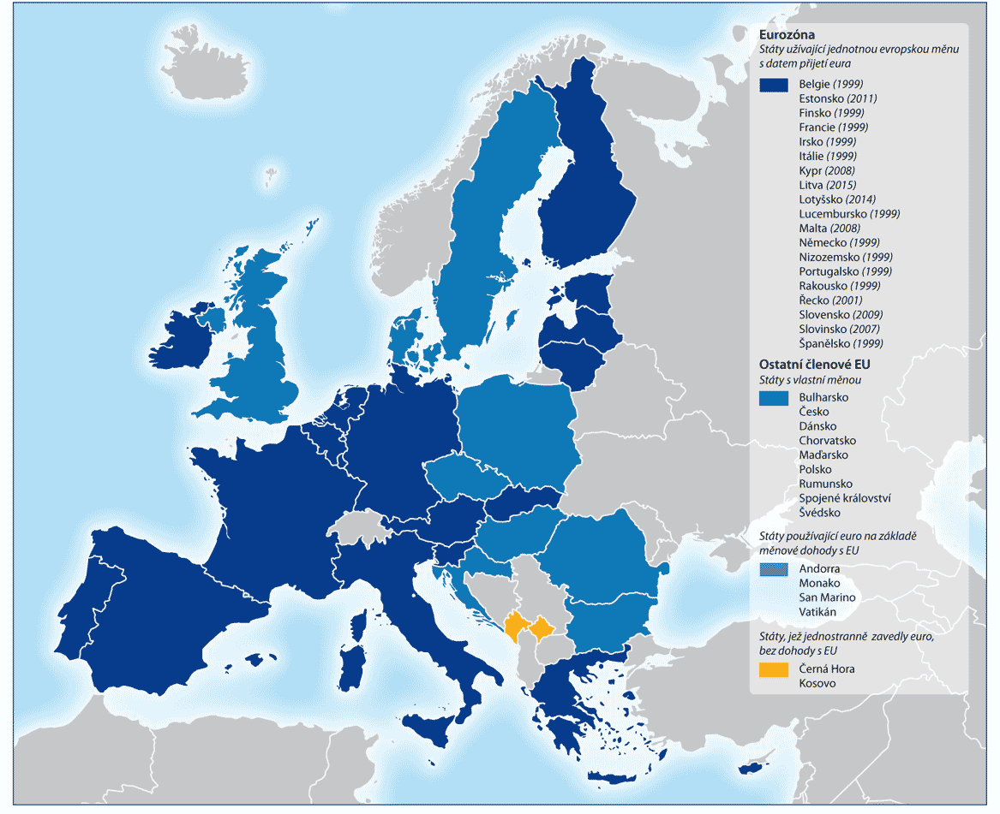 Eurozóna
Státy užívající jednotnou evropskou měnu
s datem přijetí eura
Belgie (1999)
Estonsko (2011)
Finsko (1999)
Francie (1999)
Irsko (1999)
Itálie (1999)
Kypr (2008)
Litva (2015)
Lotyšsko (2014)
Lucembursko (1999)
Malta (2008)
Německo (1999)
Nizozemsko (1999)
Portugalsko (1999)
Rakousko (1999)
Řecko (2001)
Slovensko (2009)
Slovinsko (2007)
Španělsko (1999)
Ostatní členové EU
Státy s vlastní měnou
Bulharsko
Česko
Dánsko
Chorvatsko
Maďarsko
Polsko
Rumunsko
Spojené království
Švédsko
Státy používající euro na základě
měnové dohody s EU
Andorra
Monako
San Marino
Vatikán
Státy, jež jednostranně zavedly euro,
bez dohody s EU
Černá Hora
Kosovo